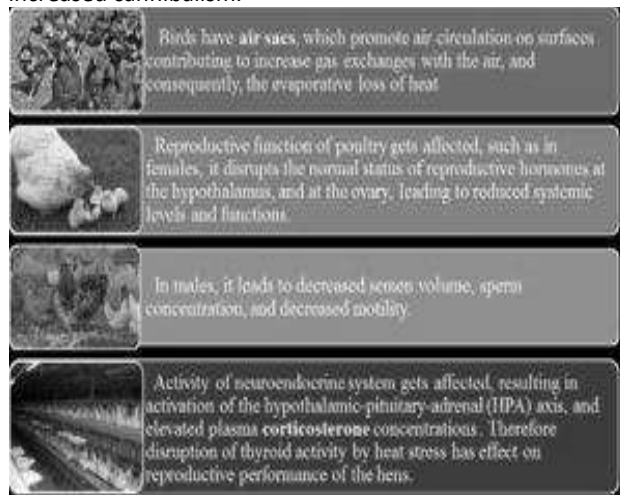 increased cannibalism.
Birds have air sacs, which promote air circulation on surfaces
contributing to increase gas exchanges with the air, and
consequently, the evaporative loss of heat
Reproductive function of poultry gets affected, such as in
females, it disrupts the normal status of reproductive hormones at
the hypothalamus, and at the ovary, leading to reduced systemic
levels and functions.
In males, it leads to decreased semen volume, sperm
concentration, and decreased motility.
Activity of neuroendocrine system gets affected, resulting in
activation of the hypothalamic-pituitary-adrenal (HPA) axis, and
elevated plasma corticosterone concentrations. Therefore
disruption of thyroid activity by heat stress has effect on
reproductive performance of the hens.